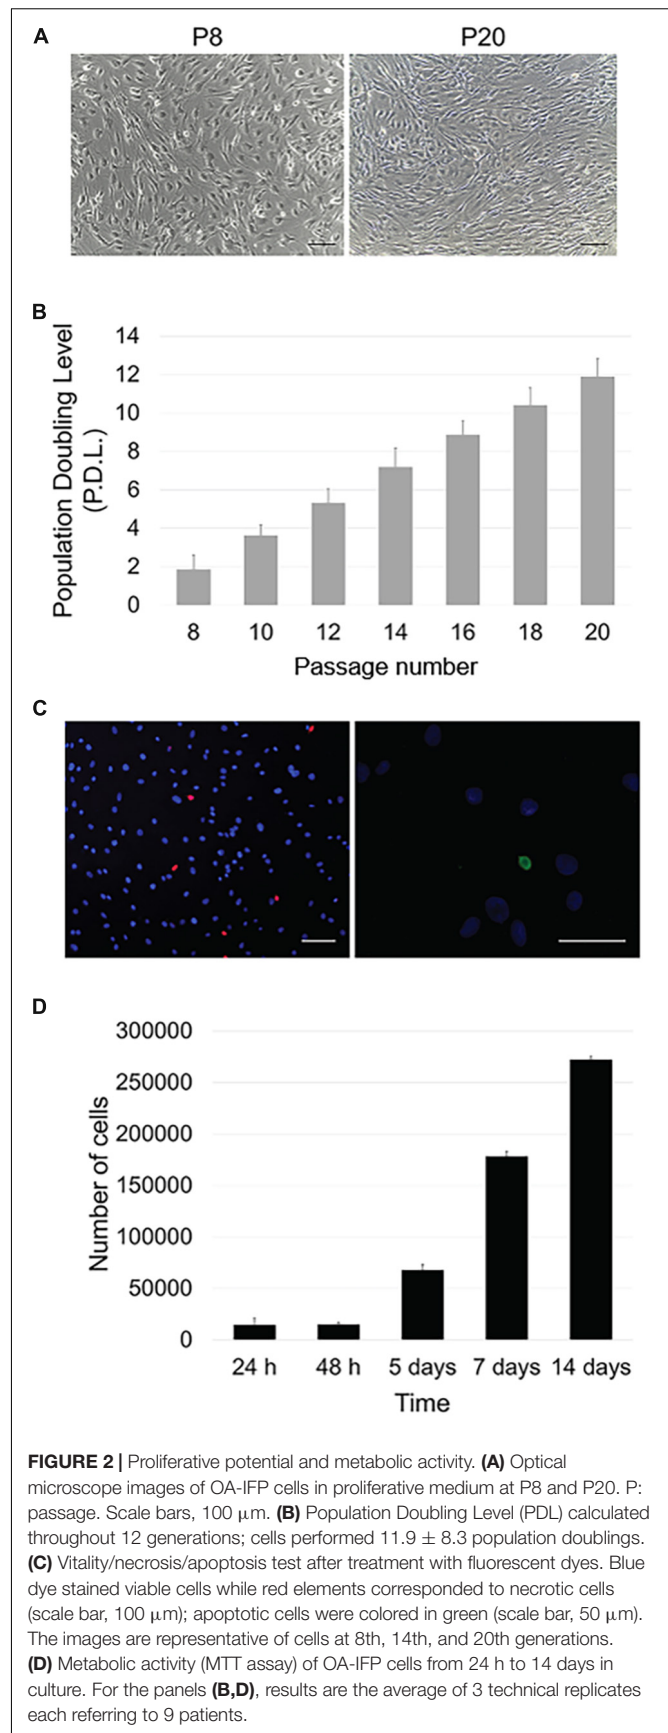 A
P8 P20
B
Population Doubling Level
(P.D.L.)
14
12
10
8
6
4
2
0
8 10 12 14 16 18 20
Passage number
C
D
Number of cells
300000
250000
200000
150000
100000
50000
0
24 h 48 h 5 days 7 days 14 days
Time
FIGURE 2 | Proliferative potential and metabolic activity. (A) Optical
microscope images of OA-IFP cells in proliferative medium at P8 and P20. P:
passage. Scale bars, 100 μm. (B) Population Doubling Level (PDL) calculated
throughout 12 generations; cells performed 11.9 ± 8.3 population doublings.
(C) Vitality/necrosis/apoptosis test after treatment with fluorescent dyes. Blue
dye stained viable cells while red elements corresponded to necrotic cells
(scale bar, 100 μm); apoptotic cells were colored in green (scale bar, 50 μm).
The images are representative of cells at 8th, 14th, and 20th generations.
(D) Metabolic activity (MTT assay) of OA-IFP cells from 24 h to 14 days in
culture. For the panels (B,D), results are the average of 3 technical replicates
each referring to 9 patients.